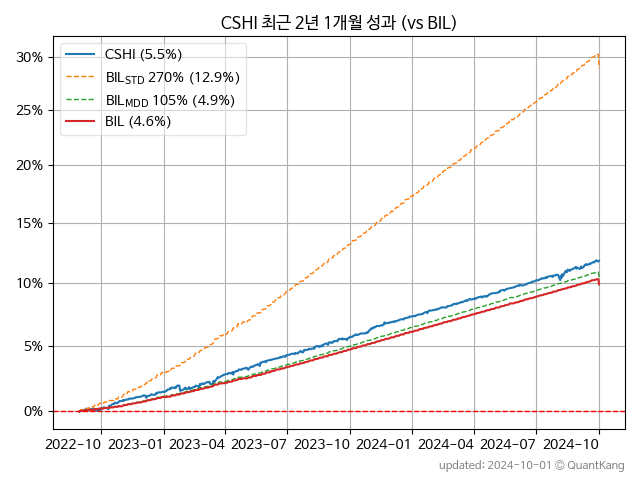 CSHI 최근 2년 1개월 성과 (vs BIL)
CSHI (5.5%)
BIL_STD 270% (12.9%)
BIL_MDD 105% (4.9%)
BIL (4.6%)
30%
25%
20%
15%
10%
5%
0%
2022-10 2023-01 2023-04 2023-07 2023-10 2024-01 2024-04 2024-07 2024-10
updated: 2024-10-01 © QuantKang